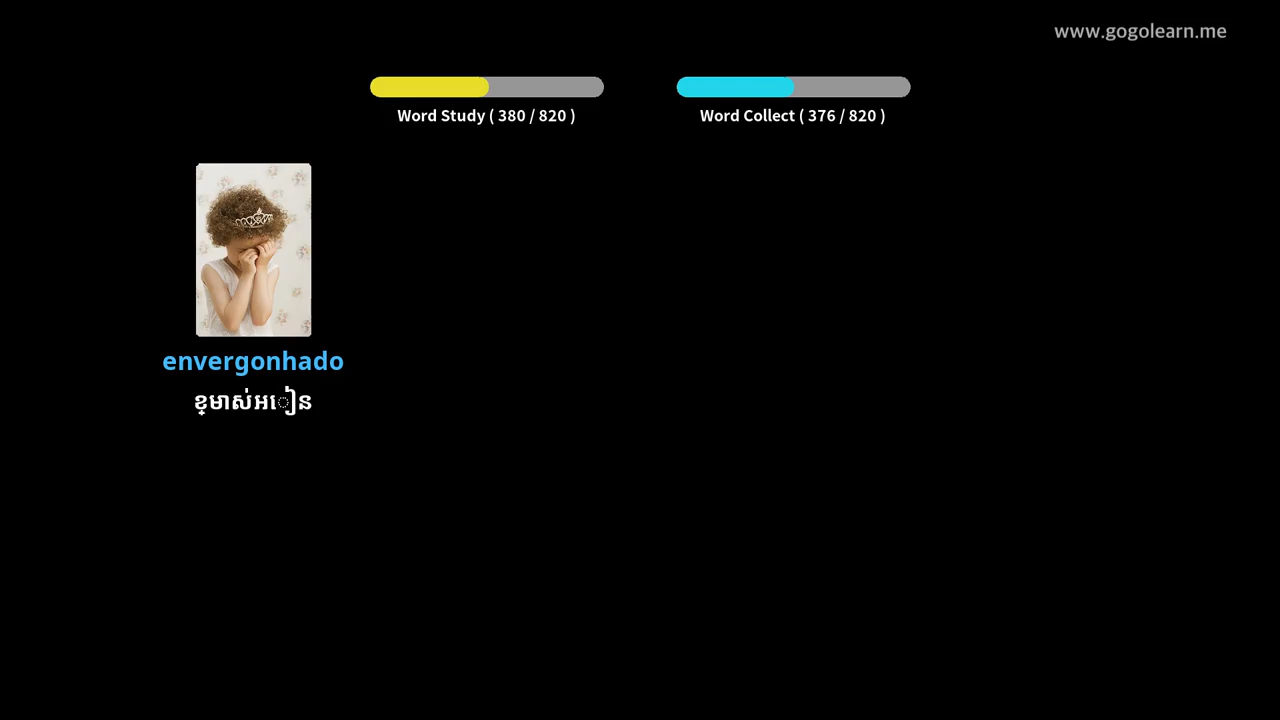 www.gogolearn.me
Word Study ( 380 / 820 )
Word Collect ( 376 / 820 )
envergonhado
ខ្មាស់អៀន